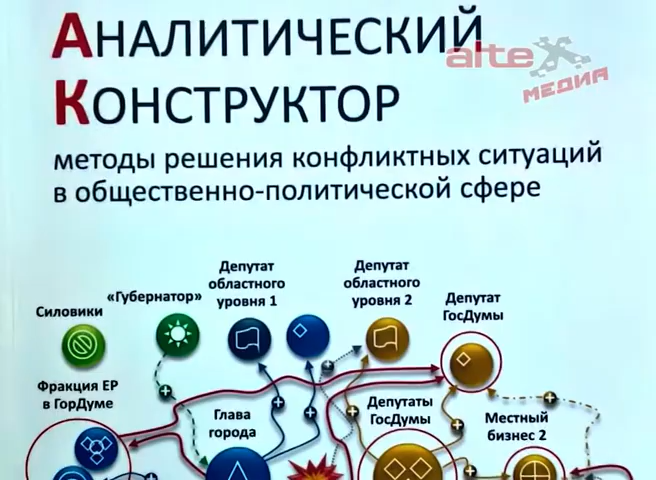 Аналитический
alteX
МЕДИА
Конструктор
методы решения конфликтных ситуаций
в общественно-политической сфере
Депутат
областного
уровня 1
Депутат
областного
уровня 2
«Губернатор»
Депутат
ГосДумы
Силовики
Фракция ЕР
в ГорДуме
Глава
города
Депутаты
ГосДумы
Местный
бизнес 2